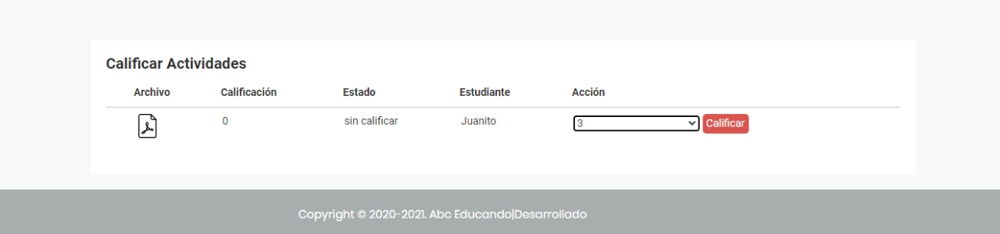 Calificar Actividades
Archivo Calificación Estado Estudiante Acción
0 sin calificar Juanito 3 Calificar
Copyright © 2020-2021. Abc Educando|Desarrollado